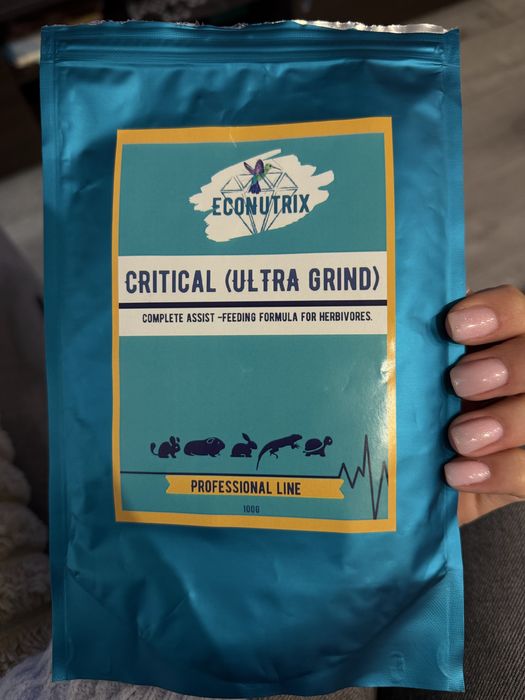 ECONUTRIX
CRITICAL (ULTRA GRIND)
COMPLETE ASSIST -FEEDING FORMULA FOR HERBIVORES.
PROFESSIONAL LINE
100G